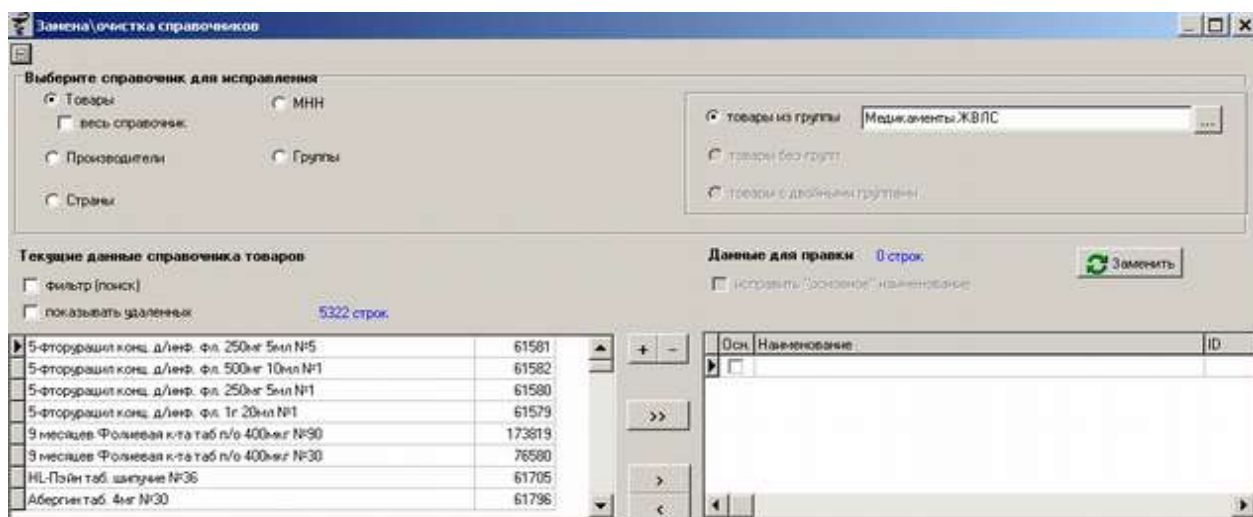 Замена\очистка справочников
Выберите справочник для исправления
Товары
МНН
весь справочник
Производители
Группы
Страны
товары из группы Медикаменты.ЖВЛС ...
товары без групп
товары с двойными группами
Текущие данные справочника товаров
фильтр (поиск)
показывать удаленных 5322 строк
Данные для правки 0 строк
Заменить
исправить "основное" наименование
5-фторурацил конц. д/инф. фл. 250мг 5мл №5 61581
5-фторурацил конц. д/инф. фл. 500мг 10мл №1 61582
5-фторурацил конц. д/инф. фл. 250мг 5мл №1 61580
5-фторурацил конц. д/инф. фл. 1г 20мл №1 61579
9 месяцев Фолиевая к-та таб п/о 400мкг №90 173819
9 месяцев Фолиевая к-та таб п/о 400мкг №30 76580
HL-Пэйн таб. шипучие №36 61705
Абергин таб. 4мг №30 61796
+ -
>>
>
<
Осн. Наименование ID